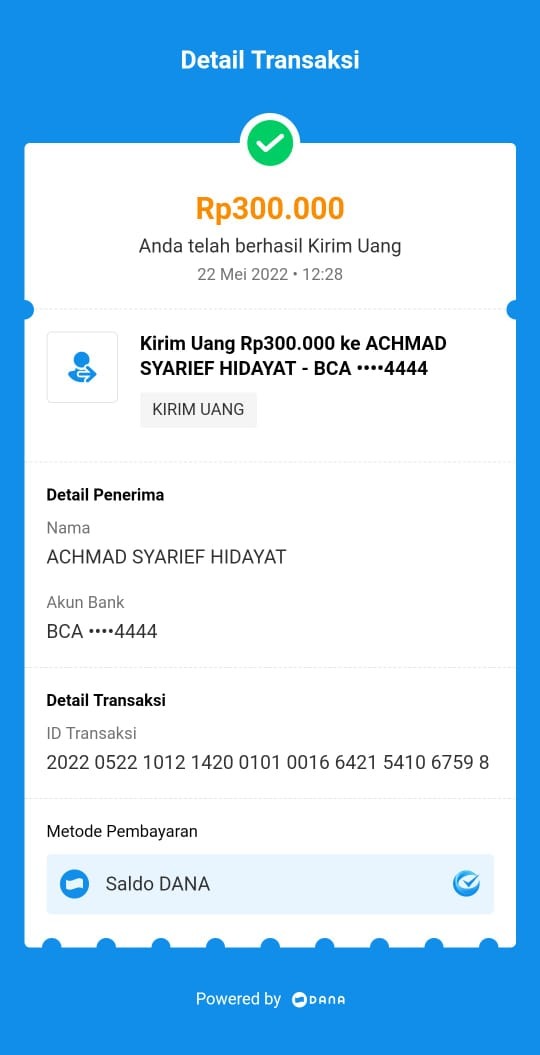 Detail Transaksi
Rp300.000
Anda telah berhasil Kirim Uang
22 Mei 2022 • 12:28
Kirim Uang Rp300.000 ke ACHMAD
SYARIEF HIDAYAT - BCA ••••4444
KIRIM UANG
Detail Penerima
Nama
ACHMAD SYARIEF HIDAYAT
Akun Bank
BCA ••••4444
Detail Transaksi
ID Transaksi
2022 0522 1012 1420 0101 0016 6421 5410 6759 8
Metode Pembayaran
Saldo DANA
Powered by DANA